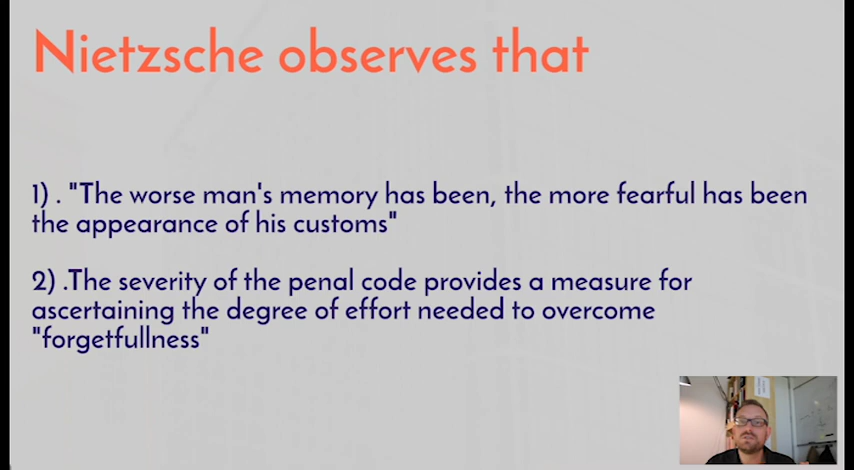 Nietzsche observes that
1) . "The worse man's memory has been, the more fearful has been
the appearance of his customs"
2) .The severity of the penal code provides a measure for
ascertaining the degree of effort needed to overcome
"forgetfullness"